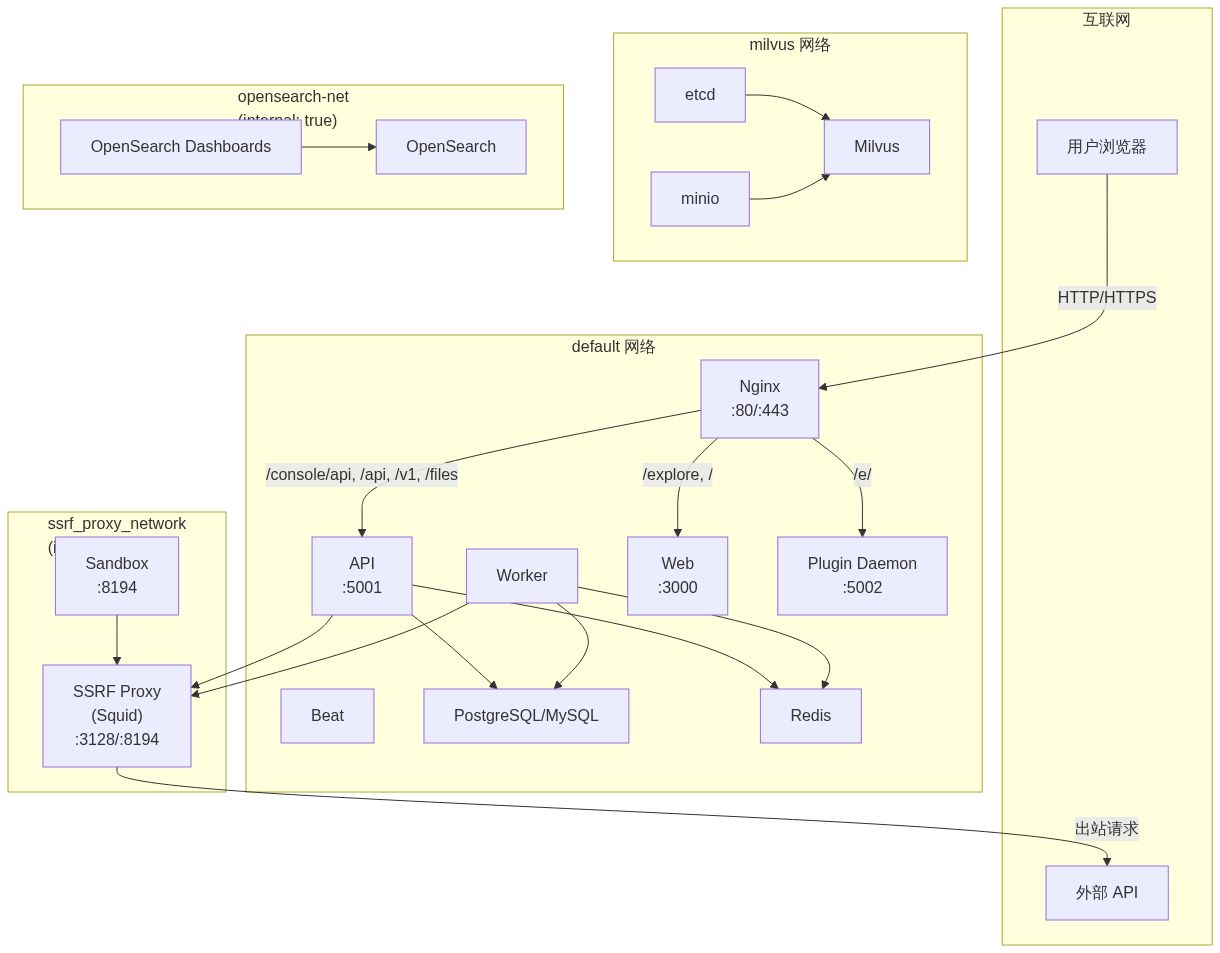 互联网
milvus 网络
opensearch-net
true)
etcd
minio
Milvus
OpenSearch Dashboards
OpenSearch
用户浏览器
HTTP/HTTPS
default 网络
Nginx
:80/:443
/console/api, /api, /v1, /files
/explore, /
/e/
ssrf_proxy_network
Sandbox
:8194
API
:5001
Worker
Web
:3000
Plugin Daemon
:5002
SSRF Proxy
(Squid)
:3128/:8194
Beat
PostgreSQL/MySQL
Redis
出站请求
外部 API